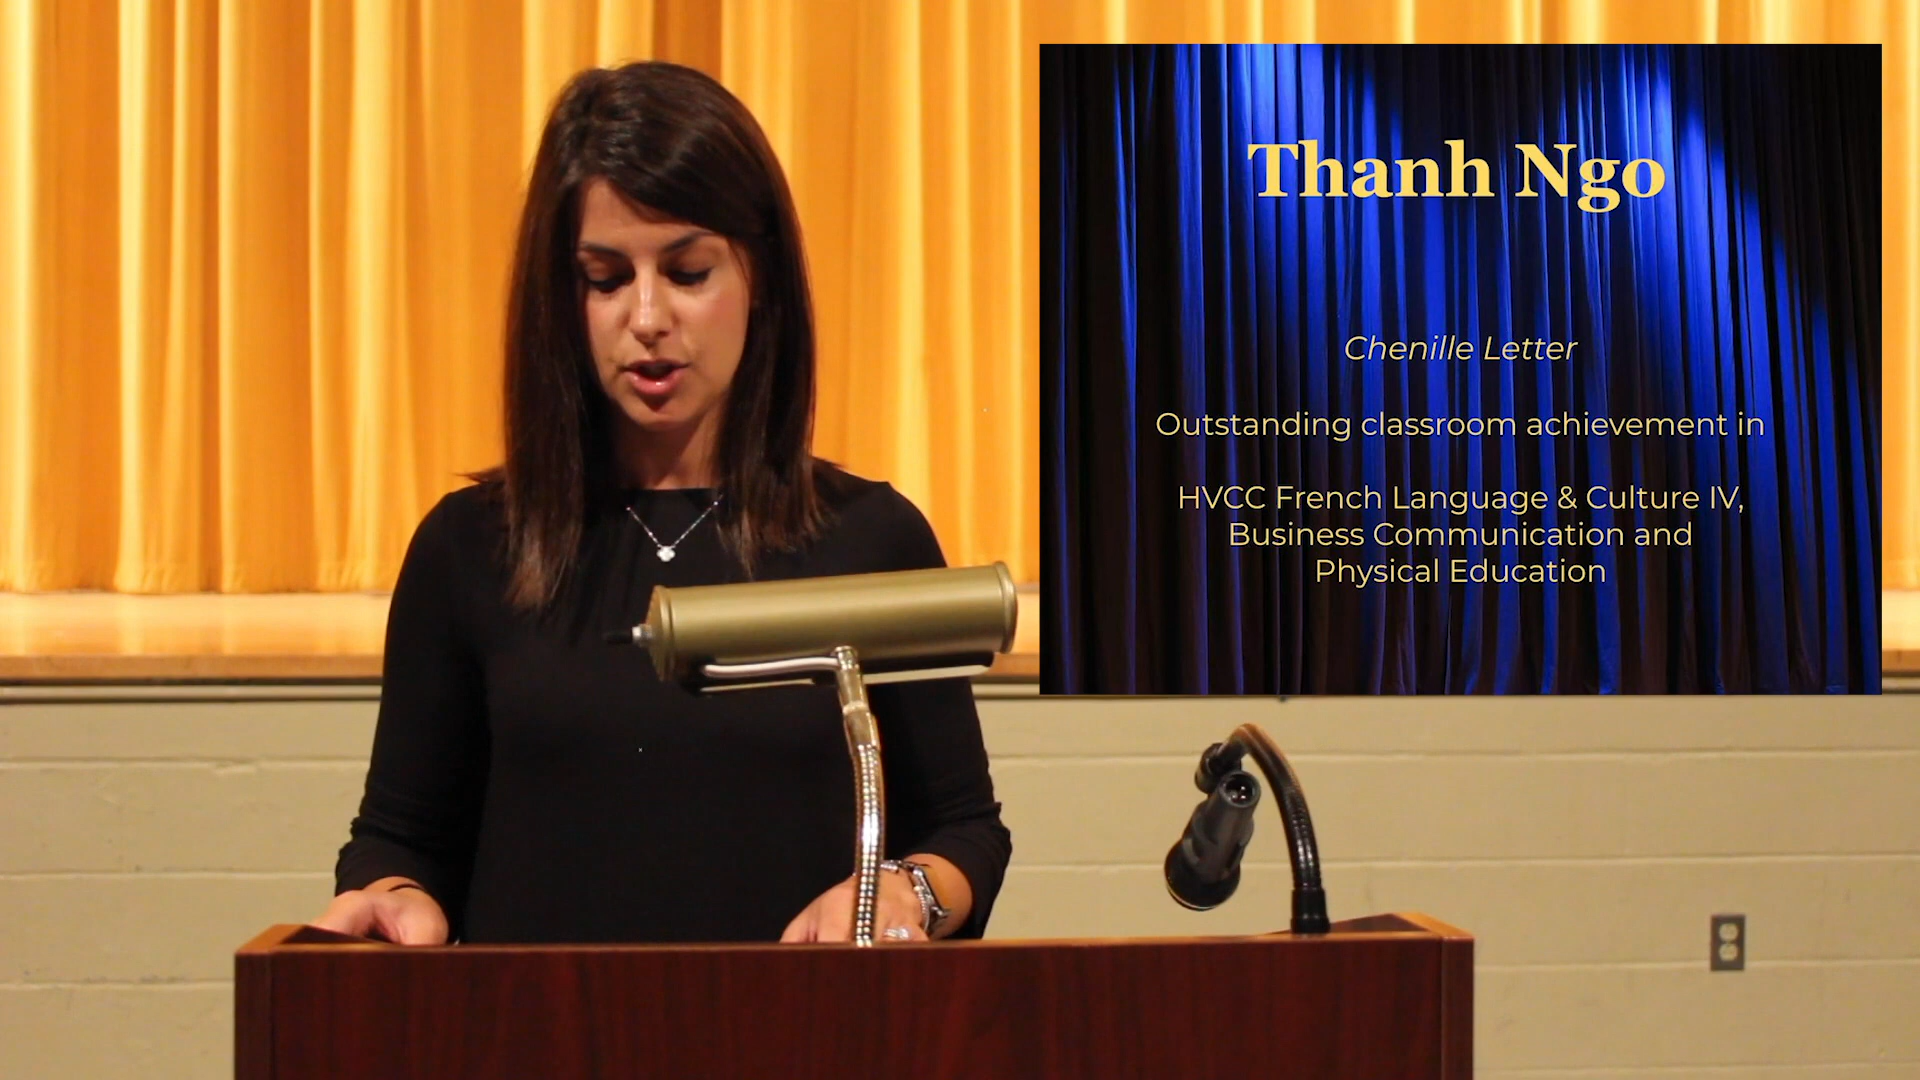 Thanh Ngo
Chenille Letter
Outstanding classroom achievement in
HVCC French Language & Culture IV,
Business Communication and
Physical Education